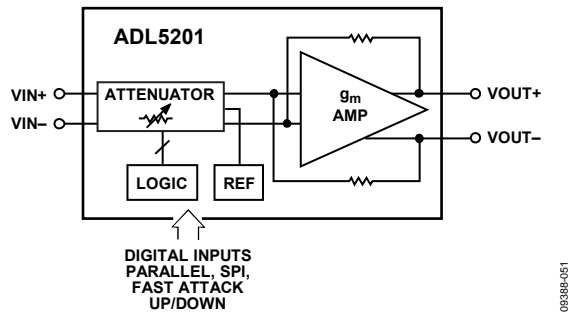 ADL5201
VIN+
VIN–
ATTENUATOR
LOGIC
REF
gm
AMP
VOUT+
VOUT–
DIGITAL INPUTS
PARALLEL, SPI,
FAST ATTACK
UP/DOWN
09388-051